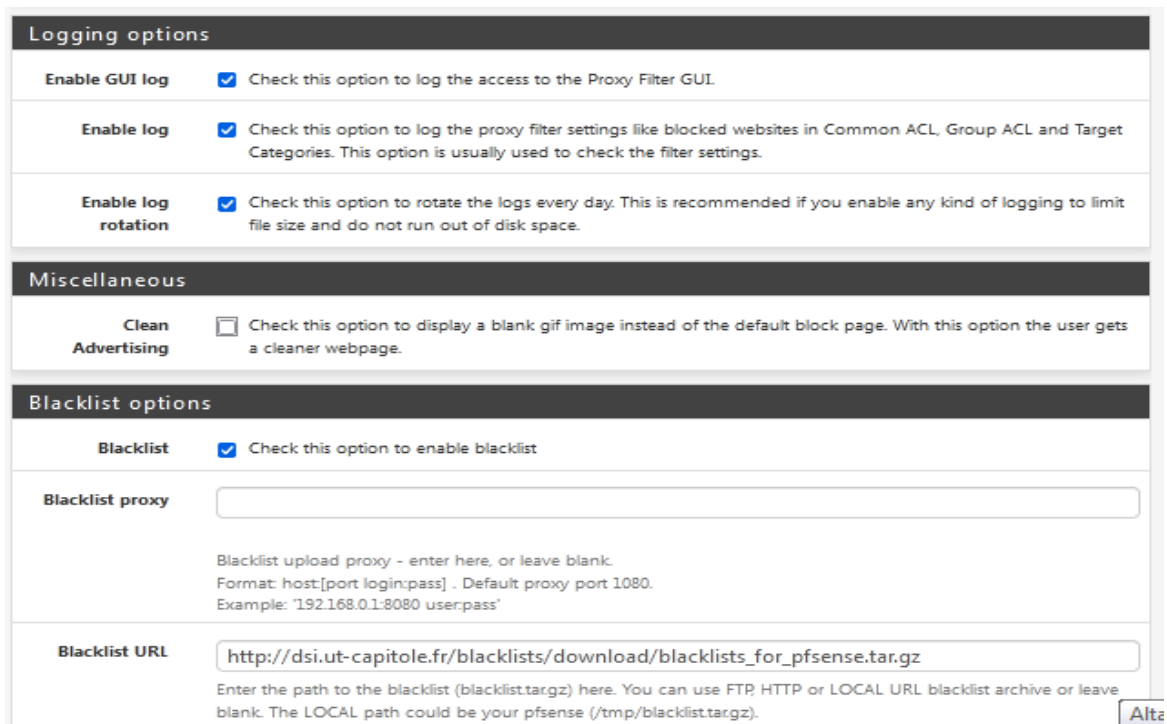 Logging options
Enable GUI log
Check this option to log the access to the Proxy Filter GUI.
Enable log
Check this option to log the proxy filter settings like blocked websites in Common ACL, Group ACL and Target
Categories. This option is usually used to check the filter settings.
Enable log
rotation
Check this option to rotate the logs every day. This is recommended if you enable any kind of logging to limit
file size and do not run out of disk space.
Miscellaneous
Clean
Advertising
Check this option to display a blank gif image instead of the default block page. With this option the user gets
a cleaner webpage.
Blacklist options
Blacklist
Check this option to enable blacklist
Blacklist proxy
Blacklist upload proxy - enter here, or leave blank.
Format: host:[port login:pass] . Default proxy port 1080.
Example: '192.168.0.1:8080 user:pass'
Blacklist URL
http://dsi.ut-capitole.fr/blacklists/download/blacklists_for_pfsense.tar.gz
Enter the path to the blacklist (blacklist.tar.gz) here. You can use FTP, HTTP or LOCAL URL blacklist archive or leave
blank. The LOCAL path could be your pfsense (/tmp/blacklist.tar.gz).
Alta